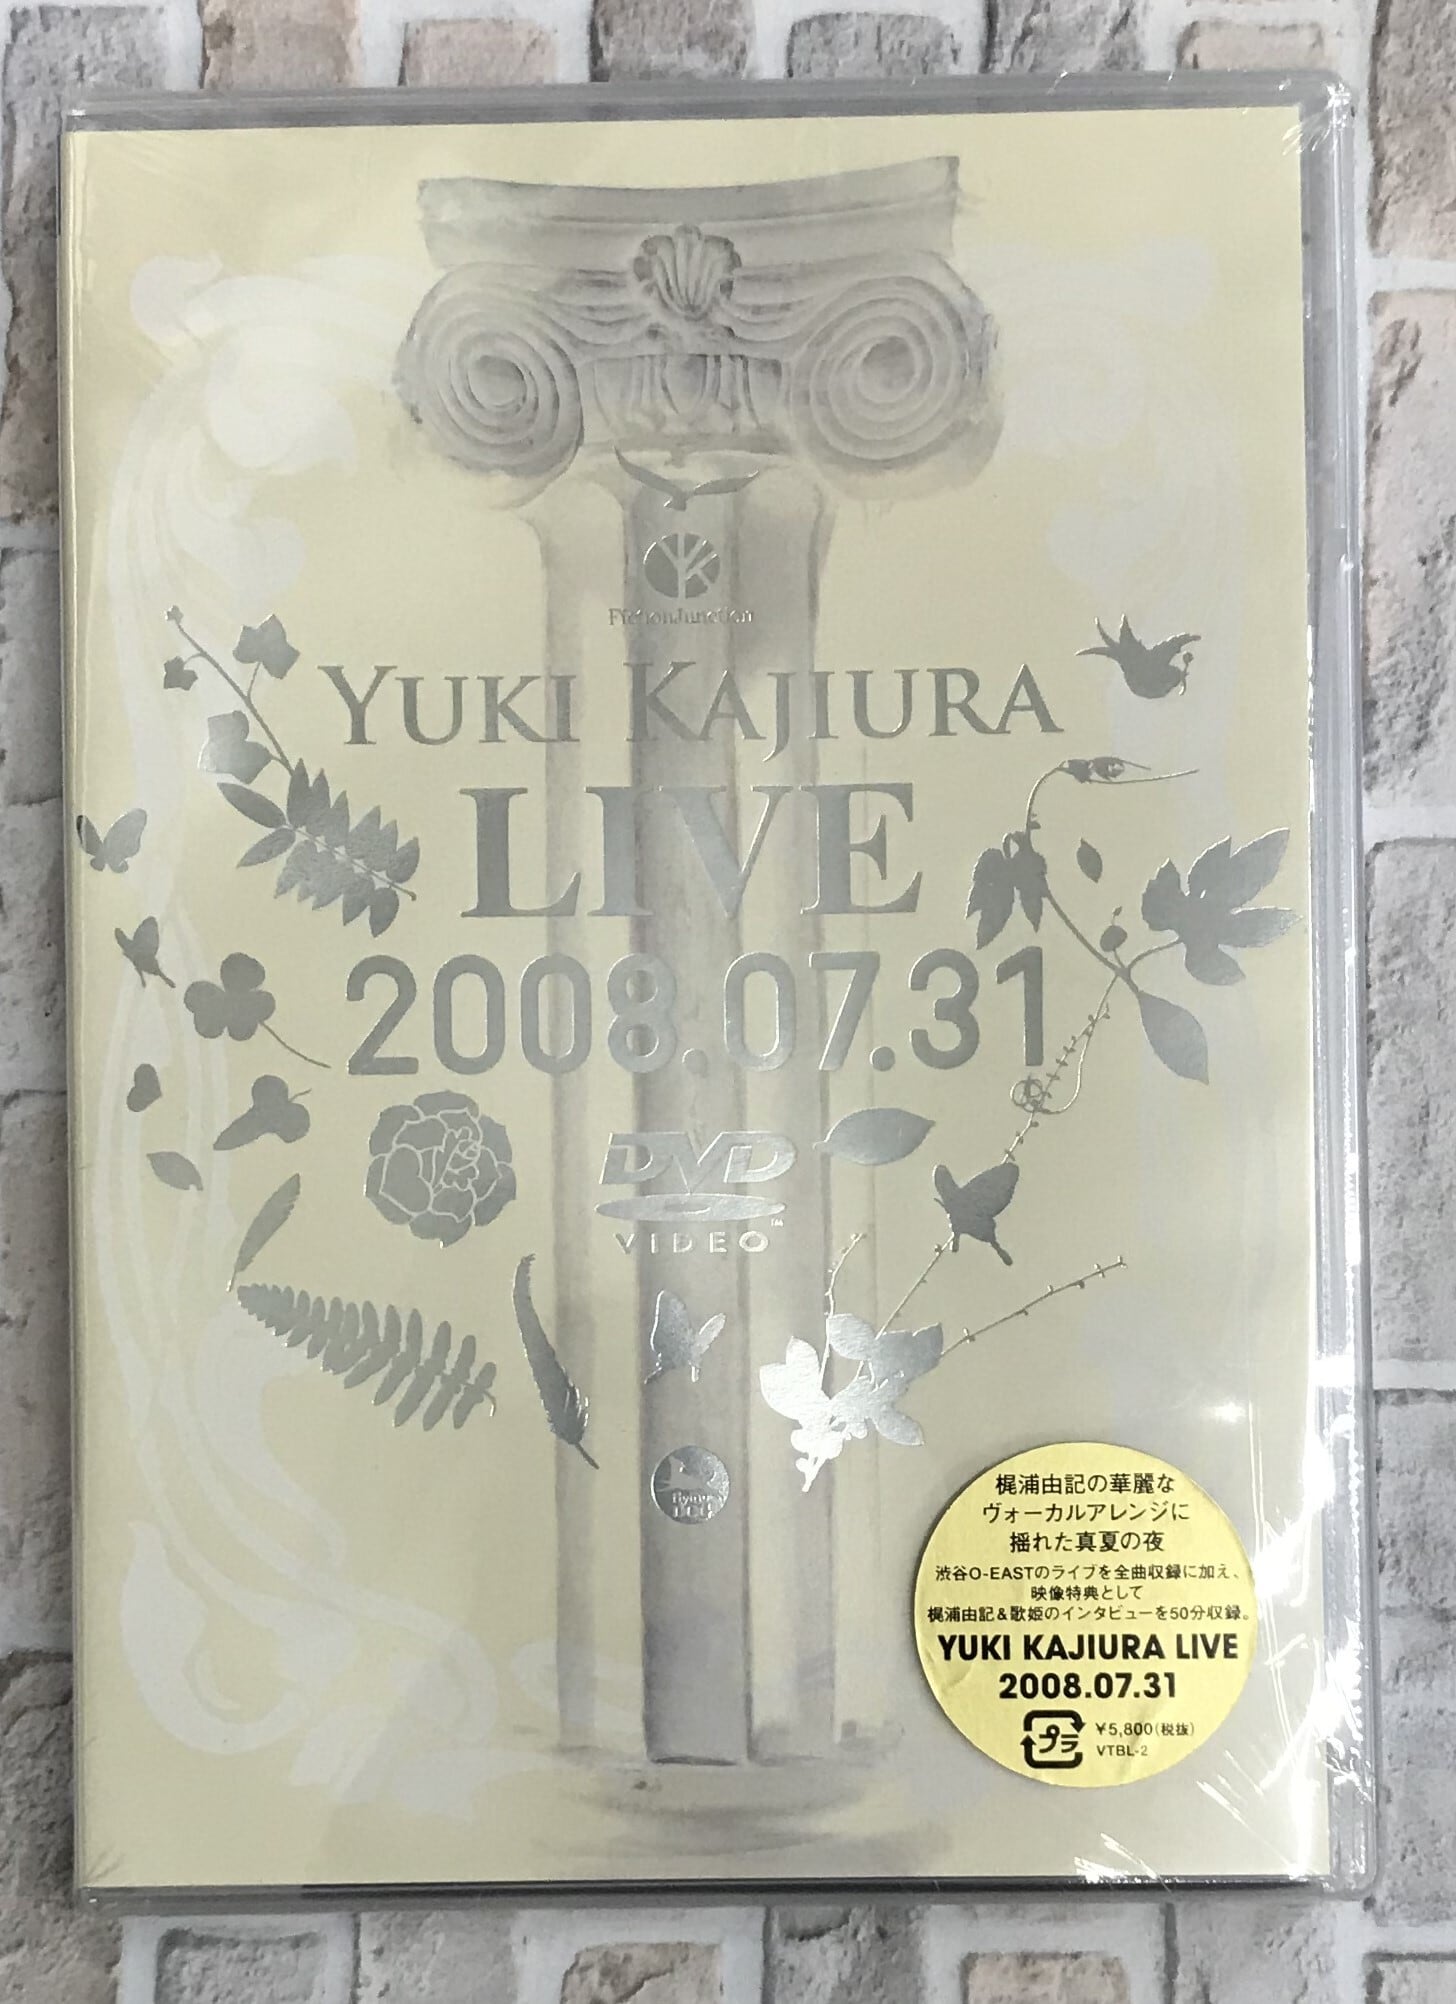 YK
FictionJunction
YUKI KAJIURA
LIVE
2008.07.31
DVD
VIDEO™
flying
DOG
梶浦由記の華麗な
ヴォーカルアレンジに
揺れた真夏の夜
渋谷O-EASTのライブを全曲収録に加え、
映像特典として
梶浦由記&歌姫のインタビューを50分収録。
YUKI KAJIURA LIVE
2008.07.31
プラ
¥5,800(税抜)
VTBL-2